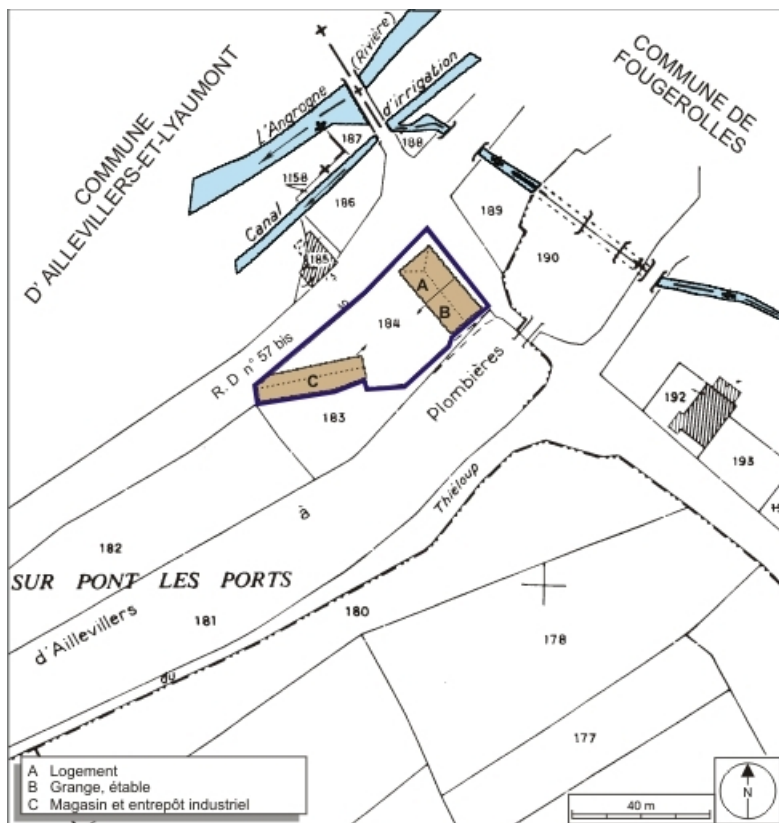 COMMUNE
D'AILLEVILLERS-ET-LYAUMONT
COMMUNE DE
FOUGEROLLES
(Rivière)
L'Angrogne
d'irrigation
187
188
1158
186
Canal
185
189
190
A
B
184
R. D n° 57 bis
C
183
Plombières
192
193
Thiéloup
à
182
SUR PONT LES PORTS
181
180
178
d'Aillevillers
du
177
A Logement
B Grange, étable
C Magasin et entrepôt industriel
40 m
N